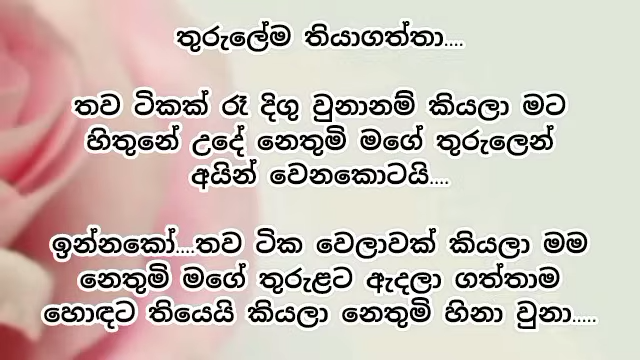 තුරුලේම තියාගත්තා....
තව ටිකක් රෑ දිගු වුනානම් කියලා මට
හිතුනේ උදේ නෙතුමි මගේ තුරුලෙන්
අයින් වෙනකොටයි....
ඉන්නකෝ....තව ටික වෙලාවක් කියලා මම
නෙතුමි මගේ තුරුළට ඇදලා ගත්තාම
හොඳට තියෙයි කියලා නෙතුමි හිනා වුනා.....